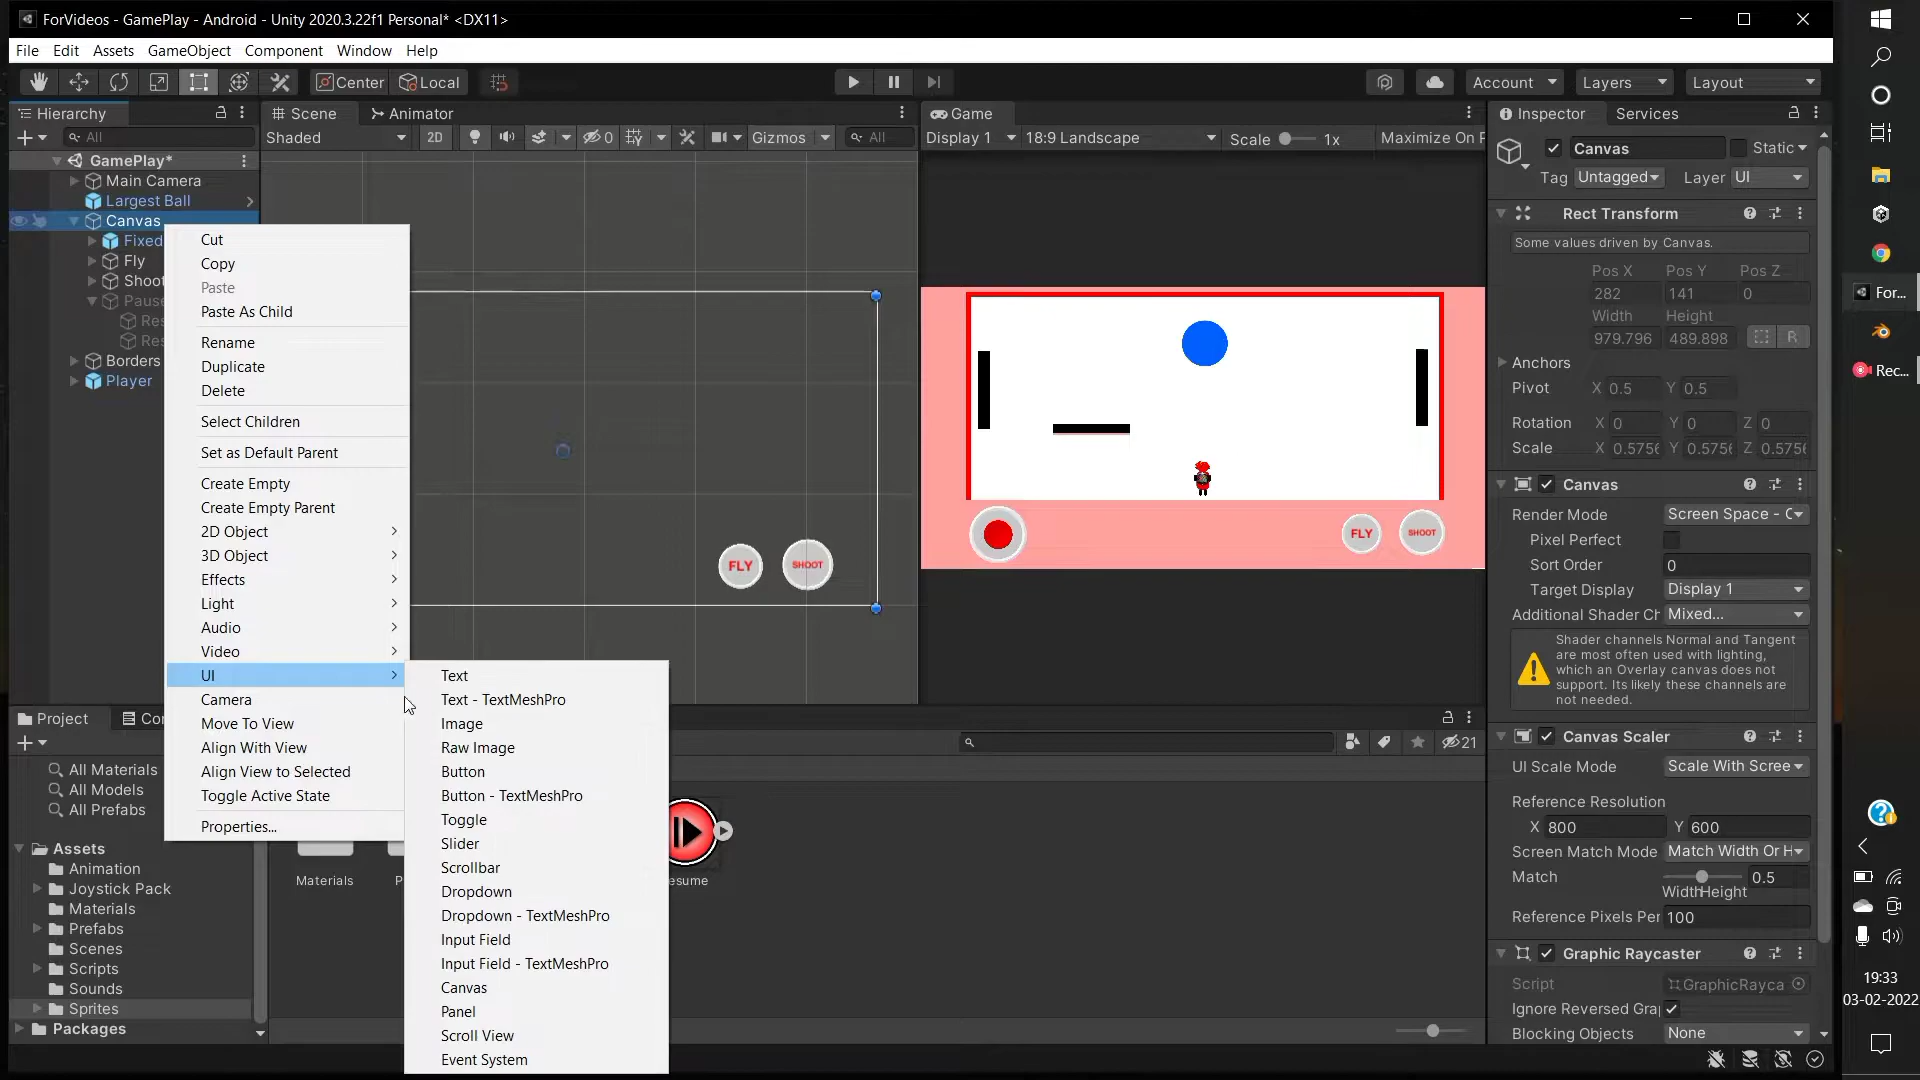 ForVideos - GamePlay - Android - Unity 2020.3.22f1 Personal* <DX11>
File Edit Assets GameObject Component Window Help
Center Local
Account Layers Layout
Hierarchy
All
GamePlay*
Main Camera
Largest Ball
Canvas
Fixed
Fly
Shoot
Paus
Res
Res
Borders
Player
Cut
Copy
Paste
Paste As Child
Rename
Duplicate
Delete
Select Children
Set as Default Parent
Create Empty
Create Empty Parent
2D Object
3D Object
Effects
Light
Audio
Video
UI
Camera
Move To View
Align With View
Align View to Selected
Toggle Active State
Properties...
Text
Text - TextMeshPro
Image
Raw Image
Button
Button - TextMeshPro
Toggle
Slider
Scrollbar
Dropdown
Dropdown - TextMeshPro
Input Field
Input Field - TextMeshPro
Canvas
Panel
Scroll View
Event System
Scene Animator
Shaded 2D 0 Gizmos All
FLY SHOOT
Game
Display 1 18:9 Landscape Scale 1x Maximize On P
FLY SHOOT
Inspector Services
Canvas Static
Tag Untagged Layer UI
Rect Transform
Some values driven by Canvas.
Pos X Pos Y Pos Z
282 141 0
Width Height
979.796 489.898 R
Anchors
Pivot X 0.5 Y 0.5
Rotation X 0 Y 0 Z 0
Scale X 0.5756 Y 0.5756 Z 0.5756
Canvas
Render Mode Screen Space - C
Pixel Perfect
Sort Order 0
Target Display Display 1
Additional Shader Ch Mixed...
Shader channels Normal and Tangent
are most often used with lighting,
which an Overlay canvas does not
support. Its likely these channels are
not needed.
Canvas Scaler
UI Scale Mode Scale With Scree
Reference Resolution
X 800 Y 600
Screen Match Mode Match Width Or H
Match 0.5
Width Height
Reference Pixels Per 100
Graphic Raycaster
Script GraphicRayca
Ignore Reversed Gra
Blocking Objects None
Project Co
21
All Materials
All Models
All Prefabs
Assets
Animation
Joystick Pack
Materials
Prefabs
Scenes
Scripts
Sounds
Sprites
Packages
Materials P esume
For...
Rec...
19:33
03-02-2022